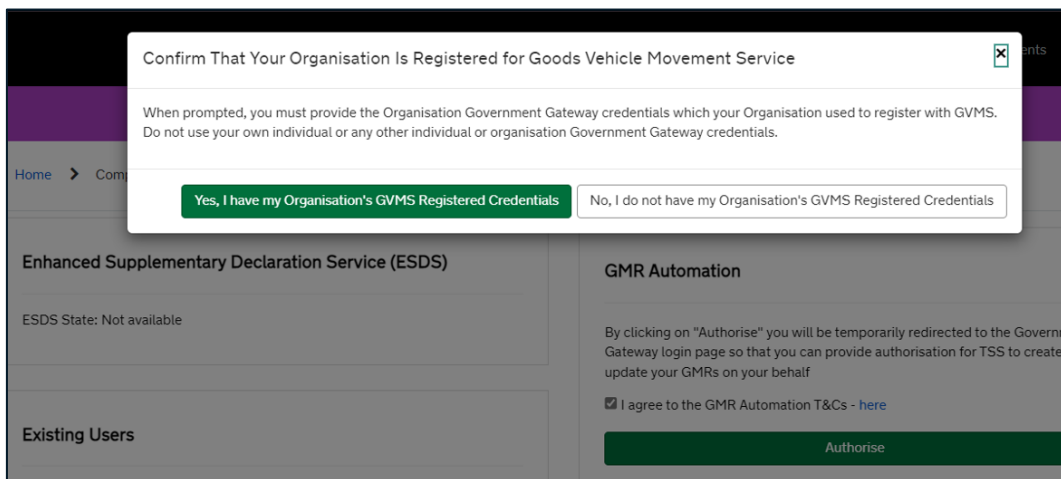 Confirm That Your Organisation Is Registered for Goods Vehicle Movement Service
When prompted, you must provide the Organisation Government Gateway credentials which your Organisation used to register with GVMS.
Do not use your own individual or any other individual or organisation Government Gateway credentials.
Home
Yes, I have my Organisation's GVMS Registered Credentials
No, I do not have my Organisation's GVMS Registered Credentials
Enhanced Supplementary Declaration Service (ESDS)
ESDS State: Not available
GMR Automation
By clicking on "Authorise" you will be temporarily redirected to the
Gateway login page so that you can provide authorisation for TSS to create
update your GMRs on your behalf
I agree to the GMR Automation T&Cs - here
Authorise
Existing Users